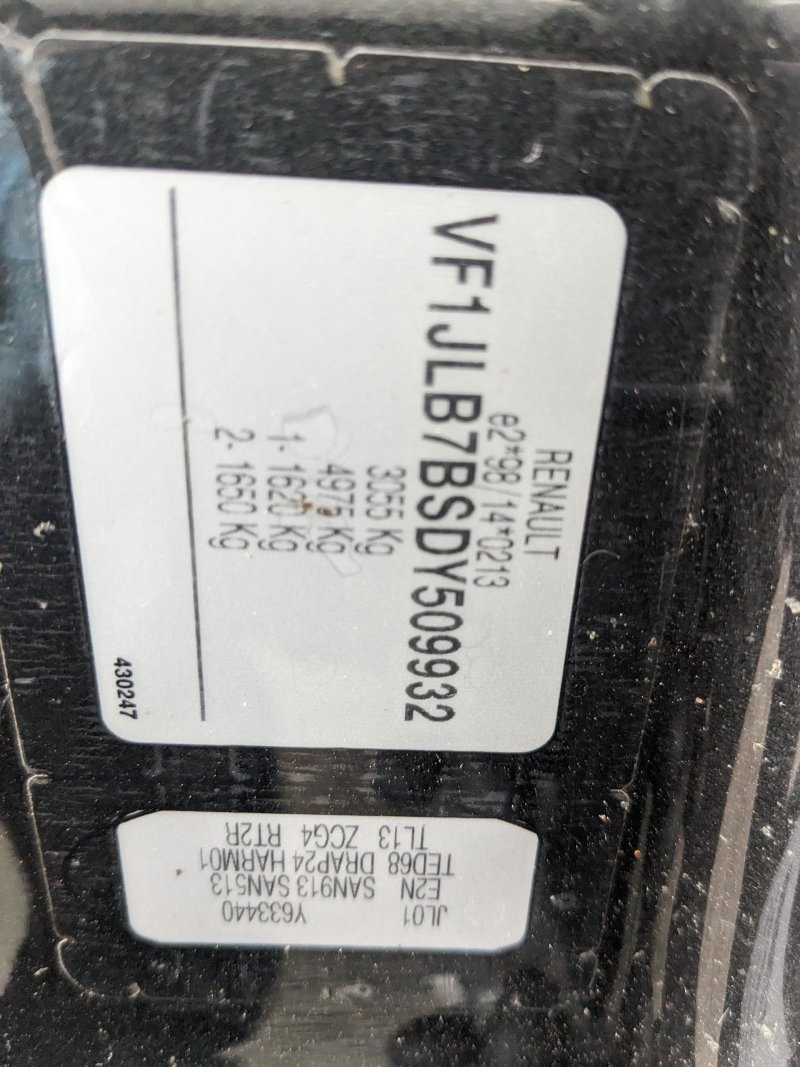 RENAULT
e2*98/14*0213
VF1JLB7BSDY509932
3055 Kg
4975 Kg
1- 1620 Kg
2- 1650 Kg
430247
JL01 Y633440
E2N SAN913 SAN513
TED68 DRAP24 HARM01
TL13 ZCG4 RT2R